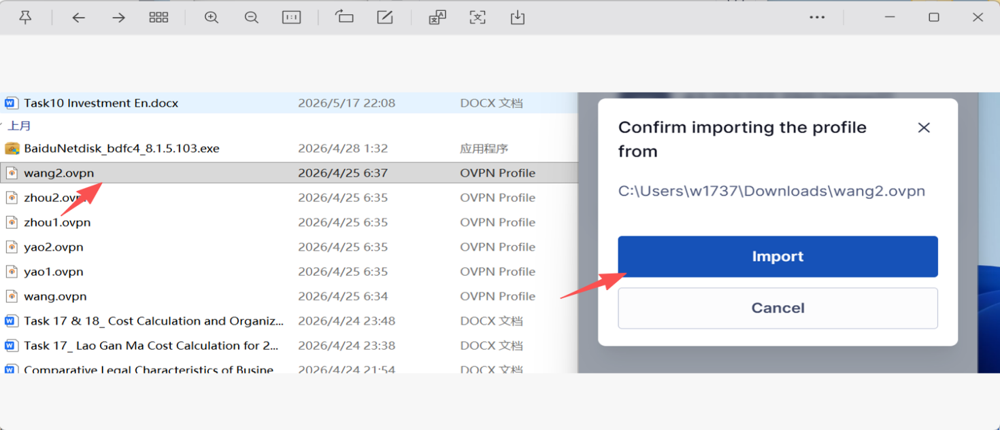 1:1
Task10 Investment En.docx 2026/5/17 22:08 DOCX 文档
上月
BaiduNetdisk_bdfc4_8.1.5.103.exe 2026/4/28 1:32 应用程序
wang2.ovpn 2026/4/25 6:37 OVPN Profile
zhou2.ovpn 2026/4/25 6:35 OVPN Profile
zhou1.ovpn 2026/4/25 6:35 OVPN Profile
yao2.ovpn 2026/4/25 6:35 OVPN Profile
yao1.ovpn 2026/4/25 6:35 OVPN Profile
wang.ovpn 2026/4/25 6:34 OVPN Profile
Task 17 & 18_ Cost Calculation and Organiz... 2026/4/24 23:48 DOCX 文档
Task 17_ Lao Gan Ma Cost Calculation for 2... 2026/4/24 23:38 DOCX 文档
Comparative Legal Characteristics of Busine 2026/4/24 21:54 DOCX 文档
Confirm importing the profile
from
C:\Users\w1737\Downloads\wang2.ovpn
Import
Cancel